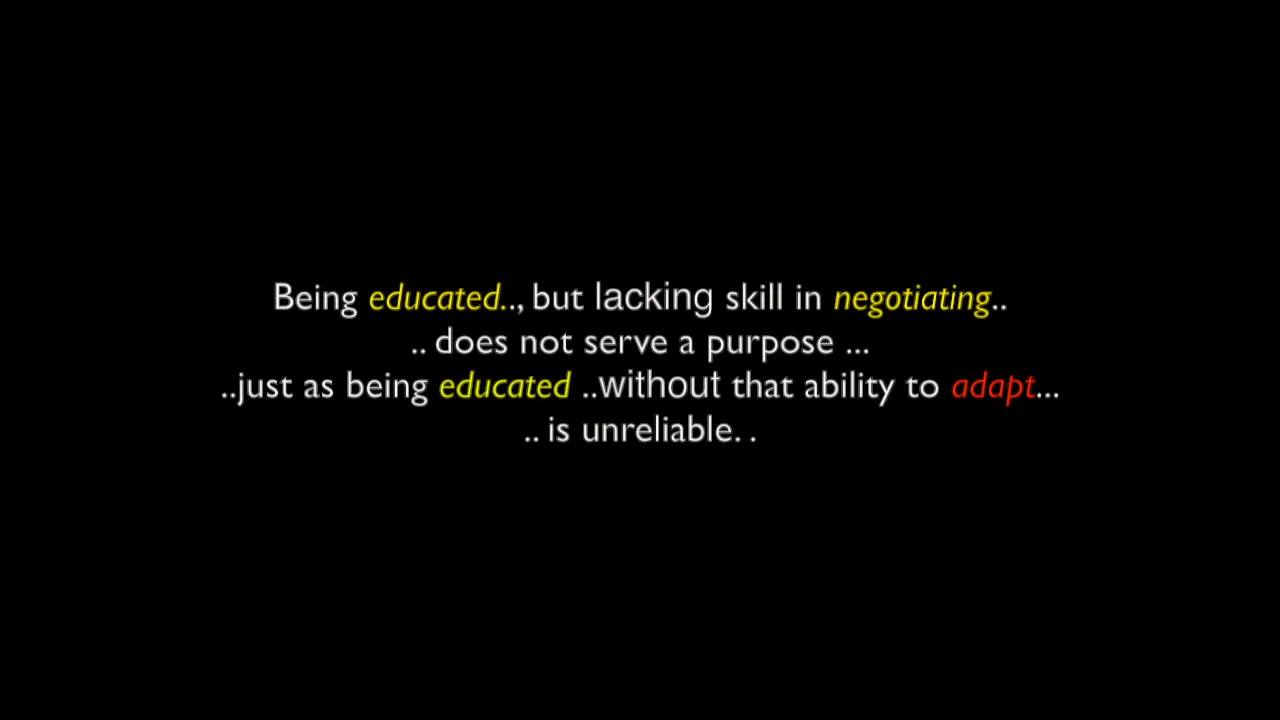 Being educated.., but lacking skill in negotiating..
.. does not serve a purpose ...
..just as being educated ..without that ability to adapt...
.. is unreliable. .